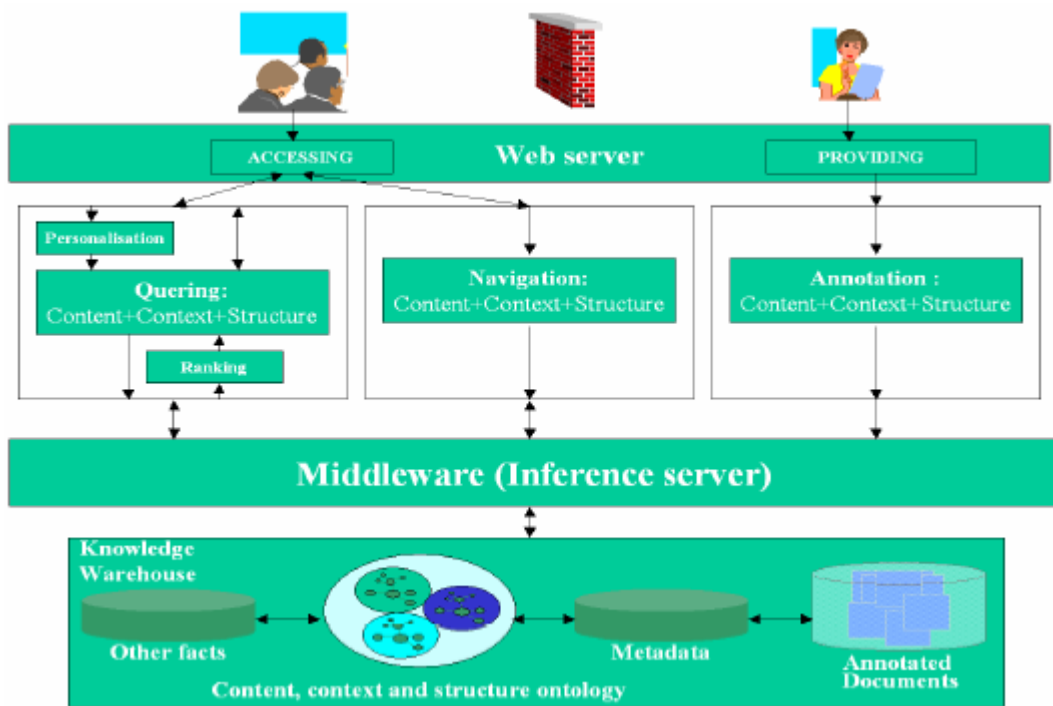 ACCESSING
Web server
PROVIDING
Personalisation
Quering:
Content+Context+Structure
Ranking
Navigation:
Content+Context+Structure
Annotation :
Content+Context+Structure
Middleware (Inference server)
Knowledge
Warehouse
Other facts
Content, context and structure ontology
Metadata
Annotated
Documents